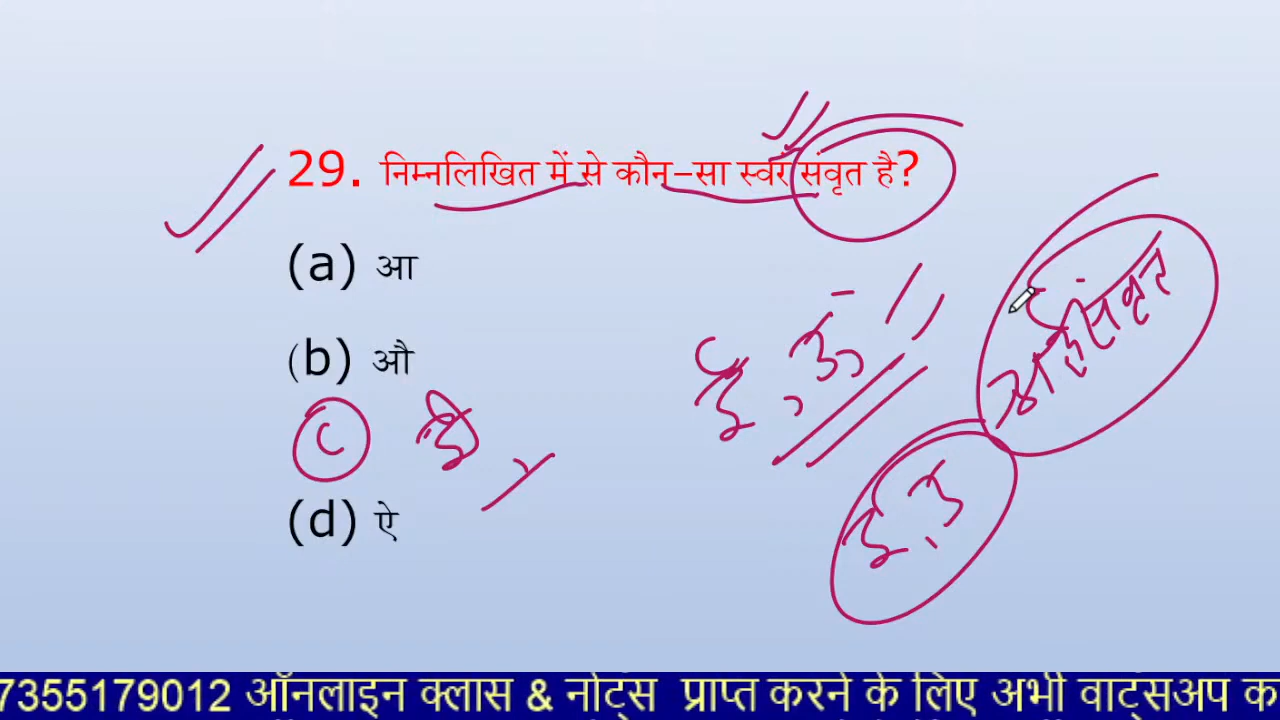 29. निम्नलिखित में से कौन-सा स्वर संवृत है?
(a) आ
(b) औ
C ई
(d) ऐ
ई, ऊ
अर्द्धसंवृत
इ, उ
7355179012 ऑनलाइन क्लास & नोट्स प्राप्त करने के लिए अभी वाट्सअप क